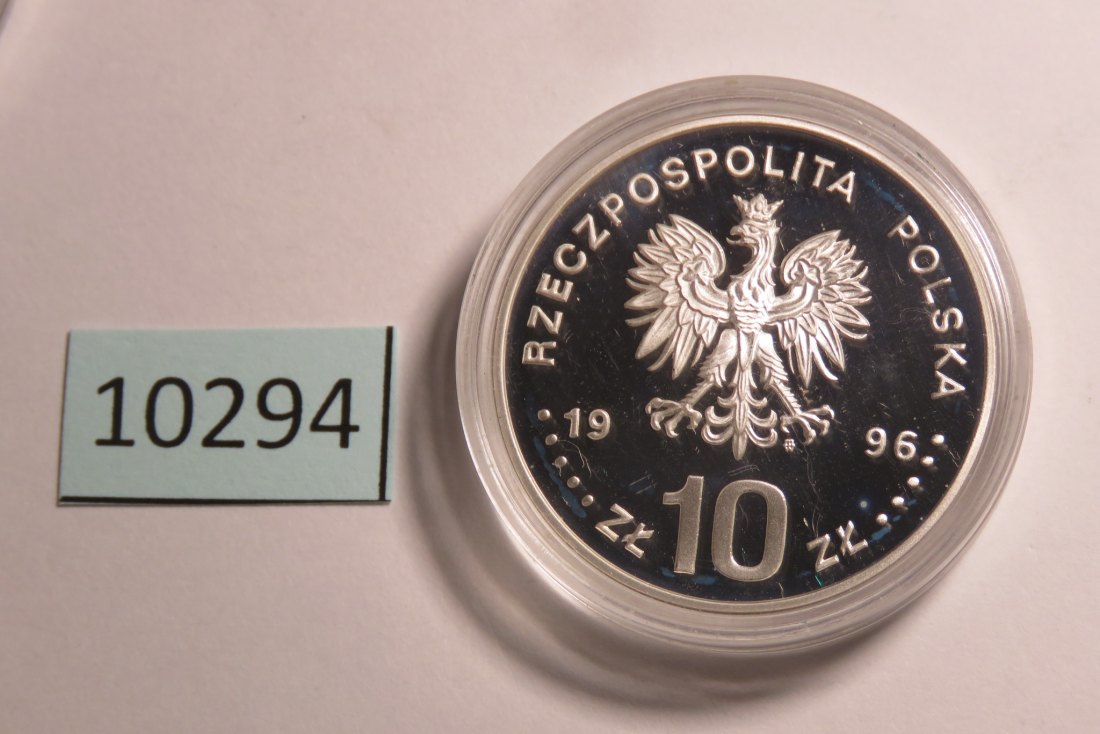 10294
RZECZPOSPOLITA POLSKA
19 96
ZŁ 10 ZŁ